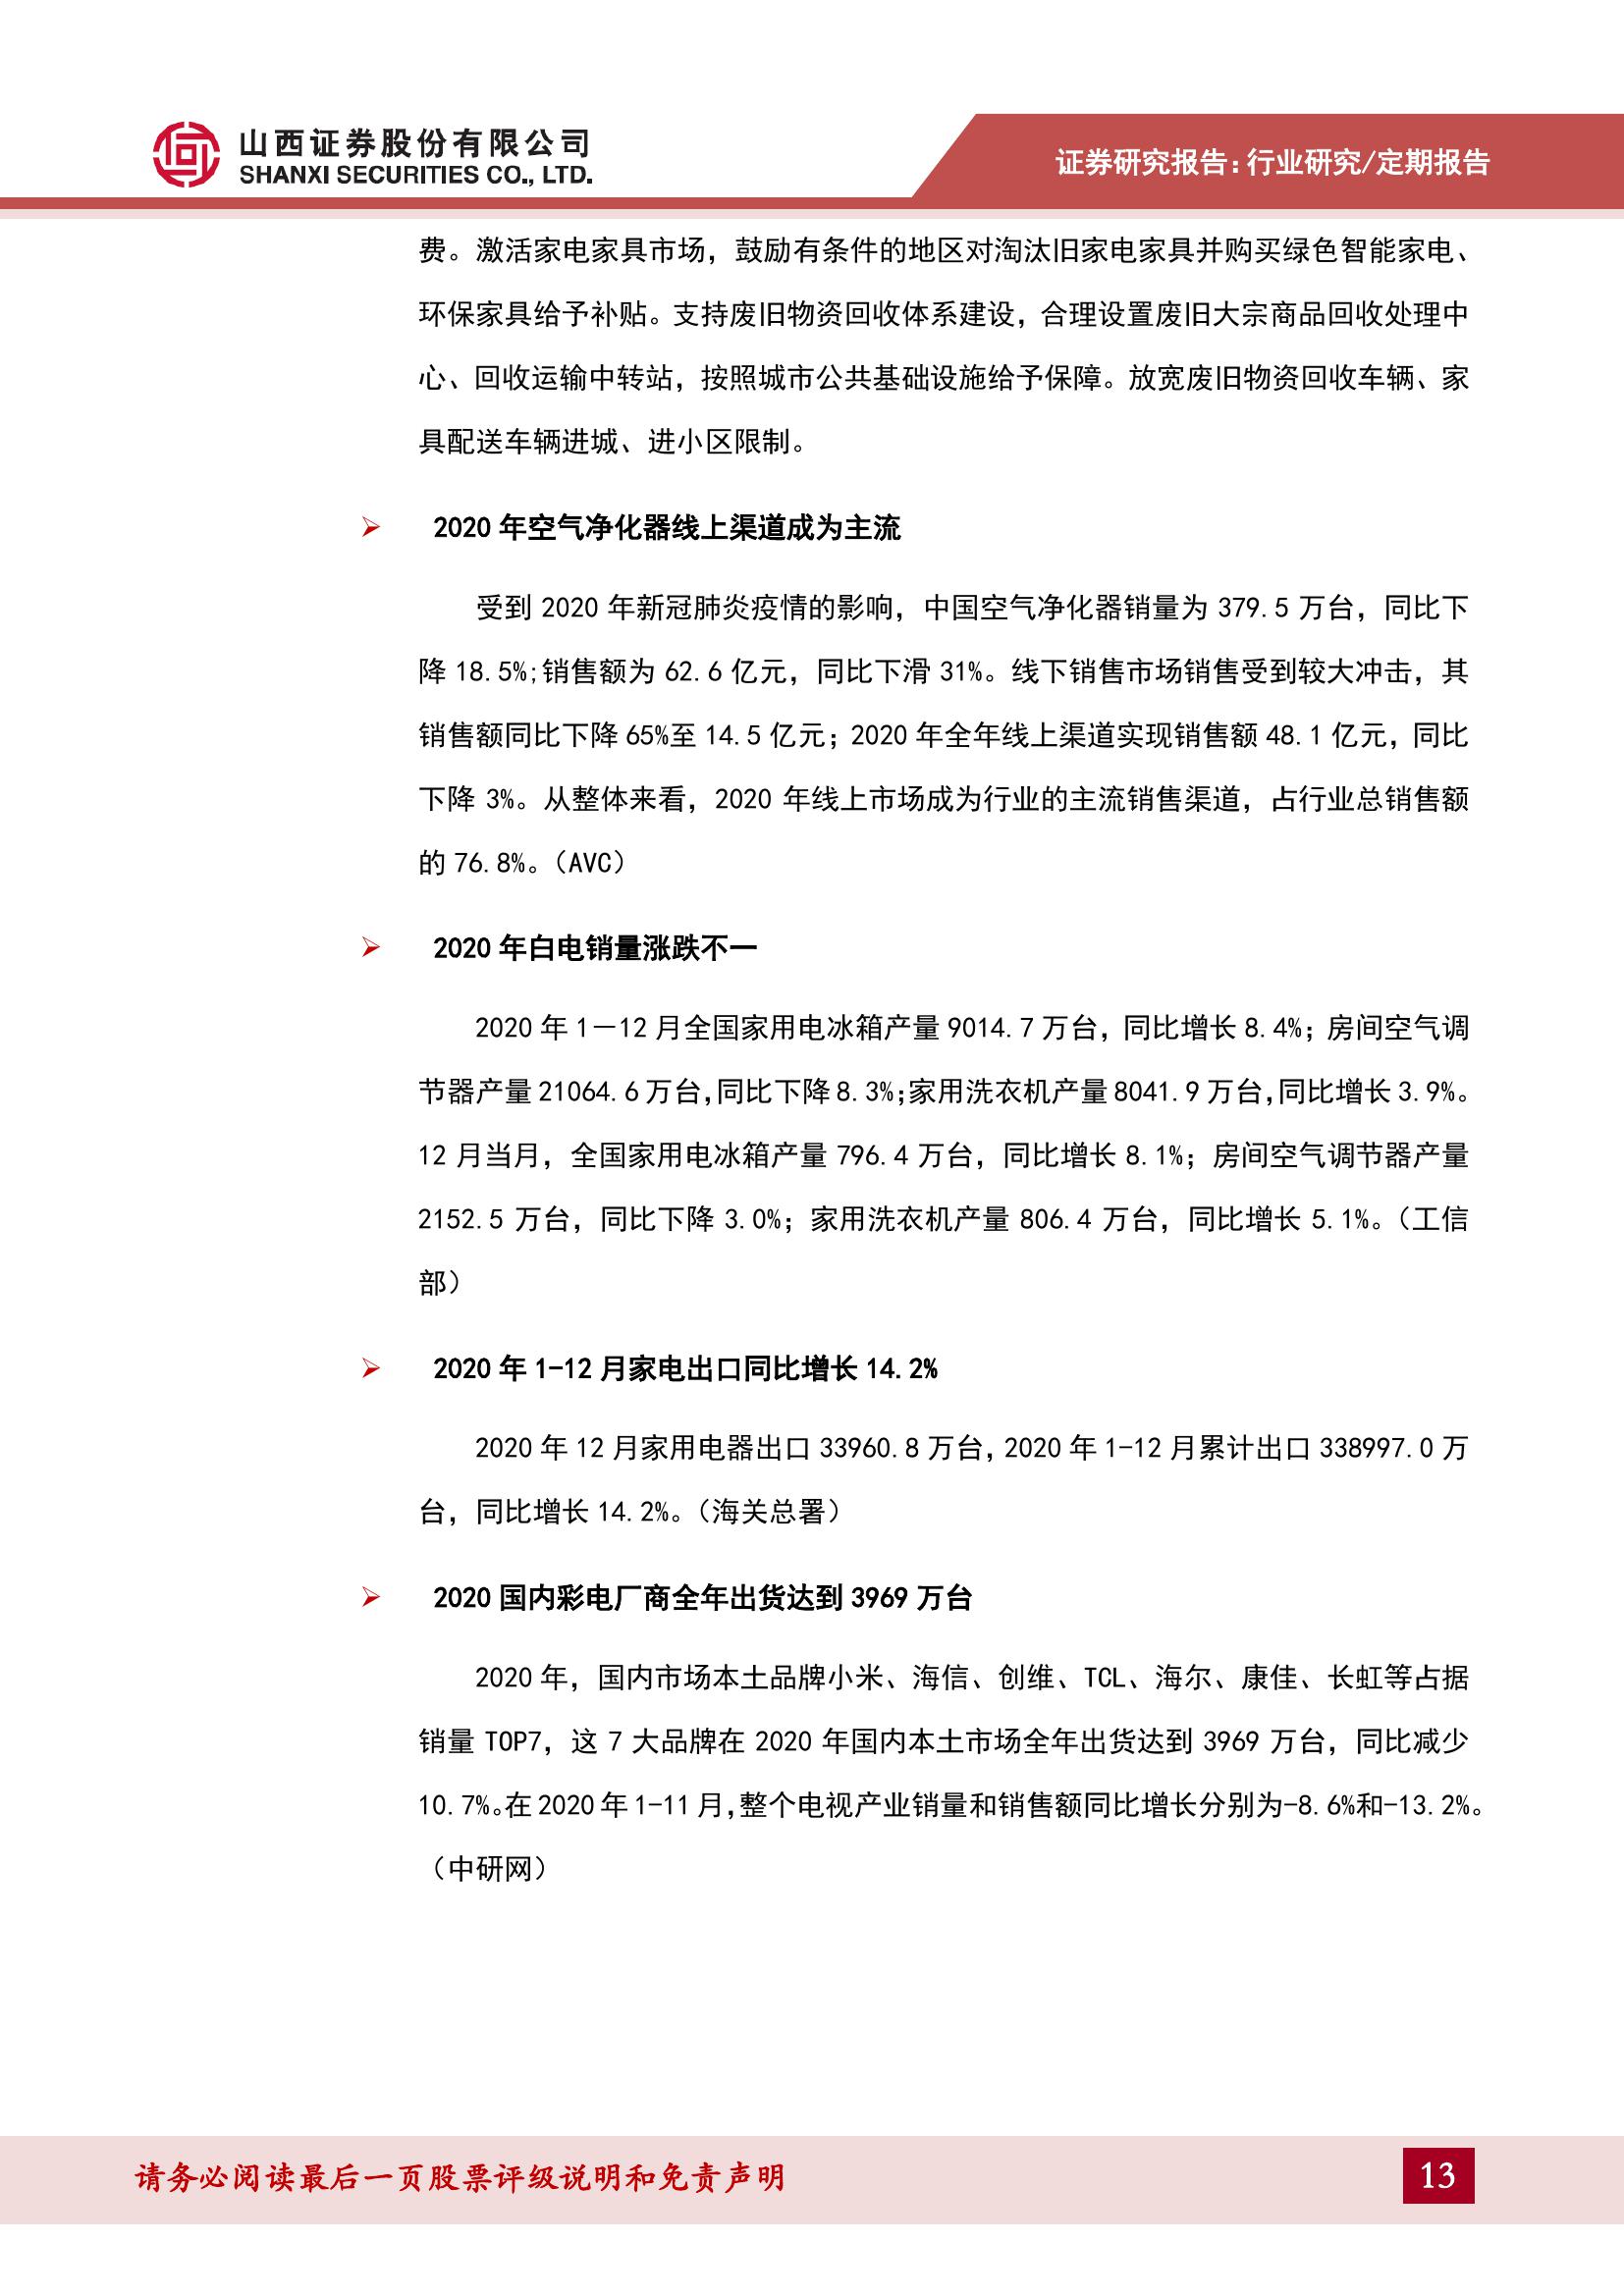 山西证券股份有限公司
SHANXI SECURITIES CO., LTD.
证券研究报告:行业研究/定期报告
费。激活家电家具市场，鼓励有条件的地区对淘汰旧家电家具并购买绿色智能家电、
环保家具给予补贴。支持废旧物资回收体系建设，合理设置废旧大宗商品回收处理中
心、回收运输中转站，按照城市公共基础设施给予保障。放宽废旧物资回收车辆、家
具配送车辆进城、进小区限制。
➢ 2020 年空气净化器线上渠道成为主流
受到 2020 年新冠肺炎疫情的影响，中国空气净化器销量为 379.5 万台，同比下
降 18.5%;销售额为 62.6 亿元，同比下滑 31%。线下销售市场销售受到较大冲击，其
销售额同比下降 65%至 14.5 亿元；2020 年全年线上渠道实现销售额 48.1 亿元，同比
下降 3%。从整体来看，2020 年线上市场成为行业的主流销售渠道，占行业总销售额
的 76.8%。（AVC）
➢ 2020 年白电销量涨跌不一
2020 年 1－12 月全国家用电冰箱产量 9014.7 万台，同比增长 8.4%；房间空气调
节器产量 21064.6 万台，同比下降 8.3%；家用洗衣机产量 8041.9 万台，同比增长 3.9%。
12 月当月，全国家用电冰箱产量 796.4 万台，同比增长 8.1%；房间空气调节器产量
2152.5 万台，同比下降 3.0%；家用洗衣机产量 806.4 万台，同比增长 5.1%。（工信
部）
➢ 2020 年 1-12 月家电出口同比增长 14.2%
2020 年 12 月家用电器出口 33960.8 万台，2020 年 1-12 月累计出口 338997.0 万
台，同比增长 14.2%。（海关总署）
➢ 2020 国内彩电厂商全年出货达到 3969 万台
2020 年，国内市场本土品牌小米、海信、创维、TCL、海尔、康佳、长虹等占据
销量 TOP7，这 7 大品牌在 2020 年国内本土市场全年出货达到 3969 万台，同比减少
10.7%。在 2020 年 1-11 月，整个电视产业销量和销售额同比增长分别为-8.6%和-13.2%。
（中研网）
请务必阅读最后一页股票评级说明和免责声明
13